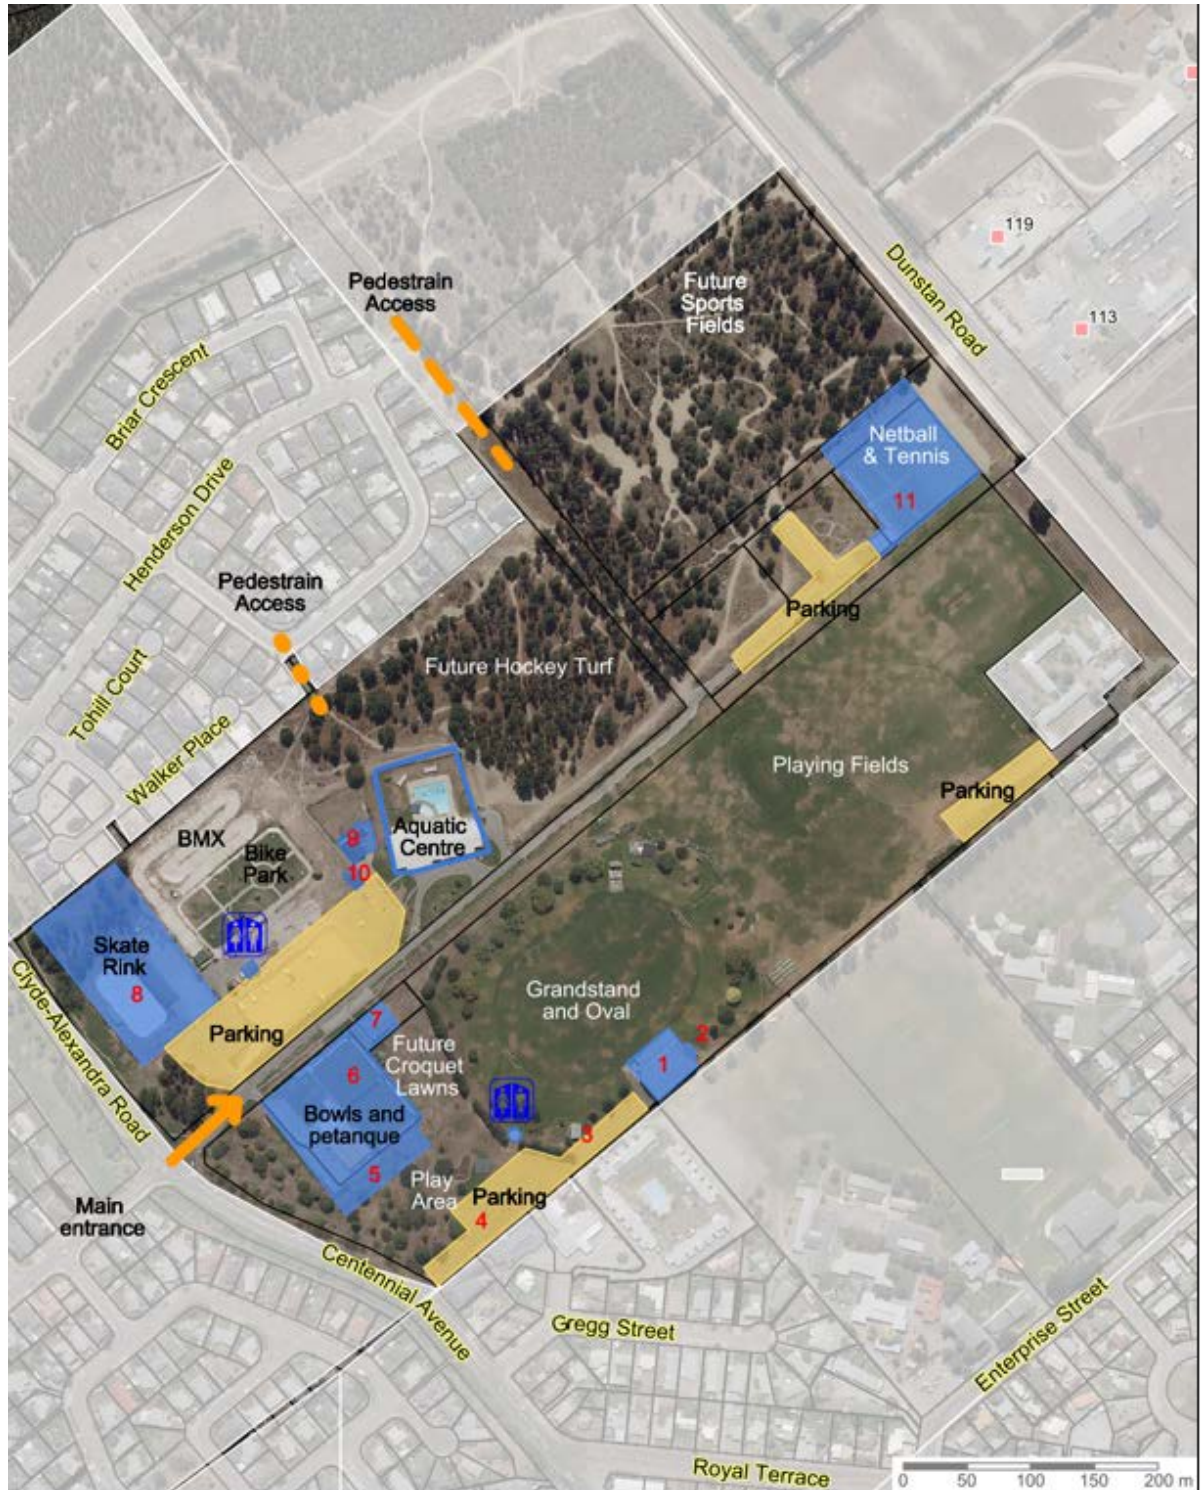 119
Dunstan Road
113
Pedestrain
Access
Future
Sports
Fields
Briar Crescent
Netball
& Tennis
11
Henderson Drive
Pedestrain
Access
Parking
Future Hockey Turf
Tohill Court
Walker Place
Playing Fields
Parking
BMX
Bike
Park
9
10
Aquatic
Centre
Skate
Rink
8
Clyde-Alexandra Road
Parking
Grandstand
and Oval
7
Future
Croquet
Lawns
6
2
1
Bowls and
petanque
5
3
Play
Area
Parking
4
Main
entrance
Centennial Avenue
Gregg Street
Enterprise Street
Royal Terrace
0 50 100 150 200 m